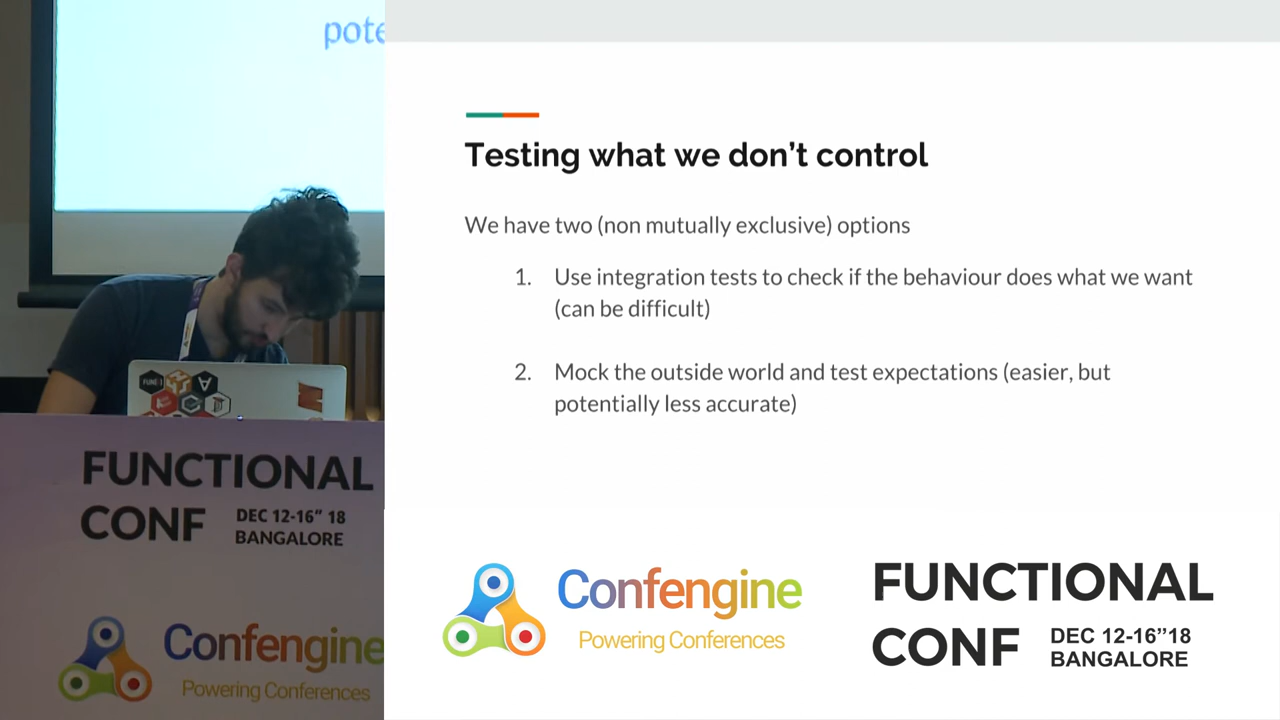 pote
Testing what we don't control
We have two (non mutually exclusive) options
1. Use integration tests to check if the behaviour does what we want
(can be difficult)
2. Mock the outside world and test expectations (easier, but
potentially less accurate)
FUNCTIONAL
CONF
DEC 12-16" 18
BANGALORE
Confengine
Powering Conferences
Confengine
Powering Conferences
FUNCTIONAL
CONF
DEC 12-16"18
BANGALORE